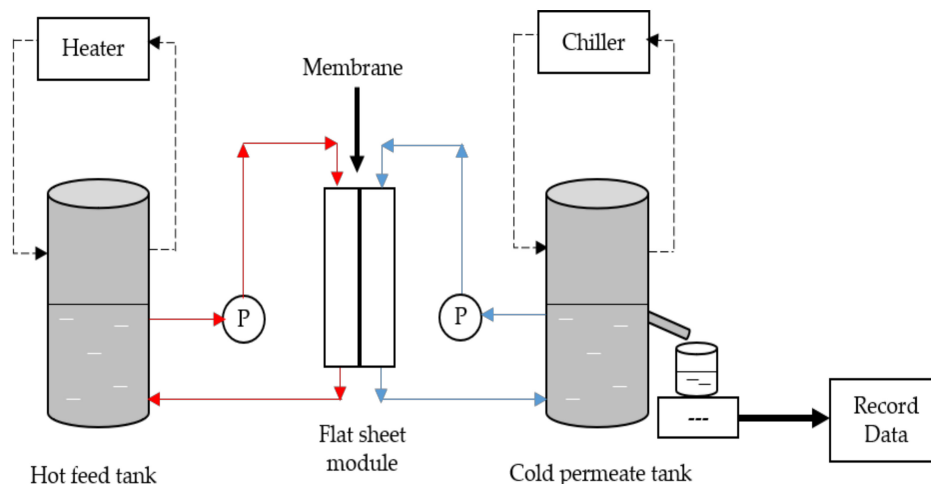 Heater
Chiller
Membrane
P
P
---
Record
Data
Flat sheet
module
Hot feed tank
Cold permeate tank